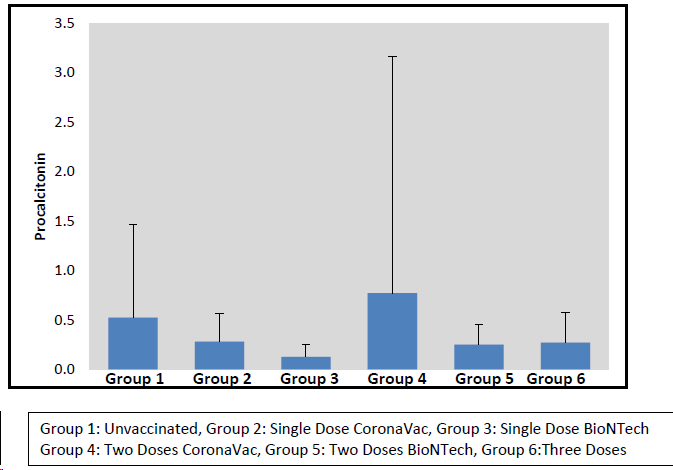 3.5
3.0
2.5
2.0
1.5
1.0
0.5
0.0
Procalcitonin
Group 1 Group 2 Group 3 Group 4 Group 5 Group 6
Group 1: Unvaccinated, Group 2: Single Dose CoronaVac, Group 3: Single Dose BioNTech
Group 4: Two Doses CoronaVac, Group 5: Two Doses BioNTech, Group 6:Three Doses